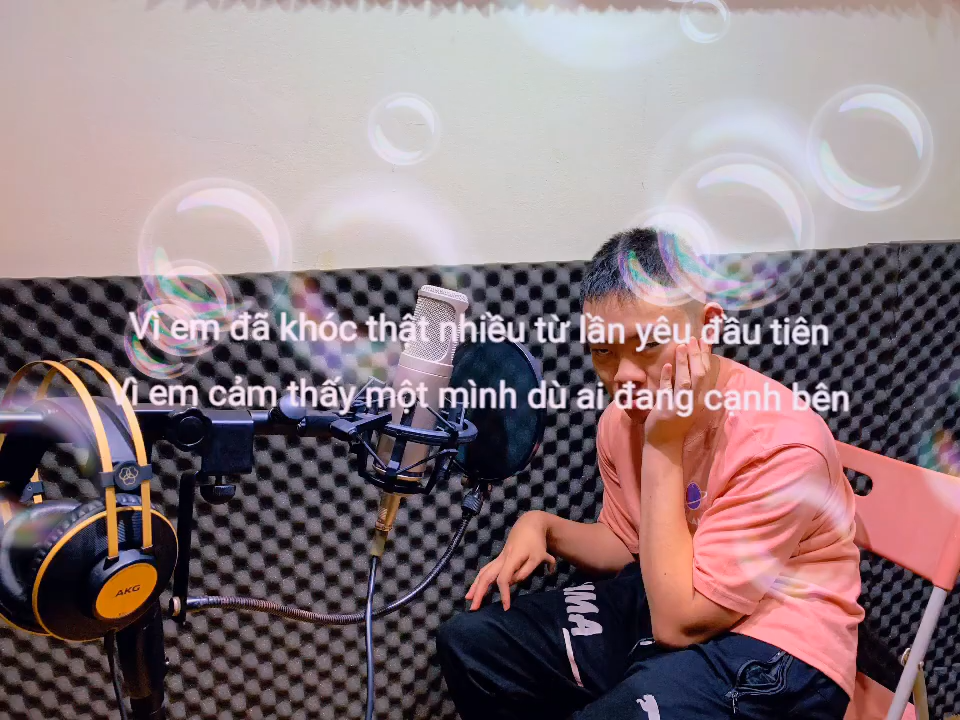 Vì em đã khóc thật nhiều từ lần yêu đầu tiên
Vì em cảm thấy một mình dù ai đang cạnh bên
AKG